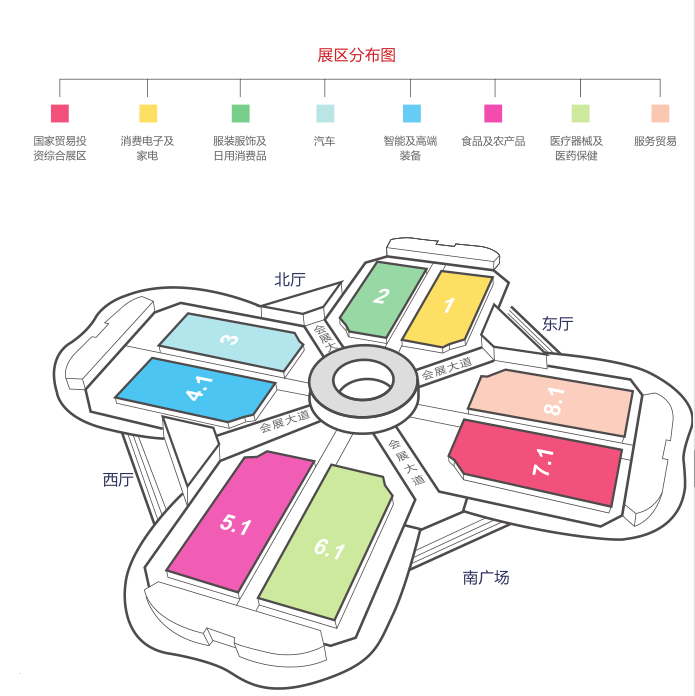 展区分布图
国家贸易投
资综合展区
消费电子及
家电
服装服饰及
日用消费品
汽车
智能及高端
装备
食品及农产品
医疗器械及
医药保健
服务贸易
北厅
2
1
东厅
会展大
3
会展大道
4.1
8.1
会展大道
会展大道
7.1
西厅
5.1
6.1
南广场